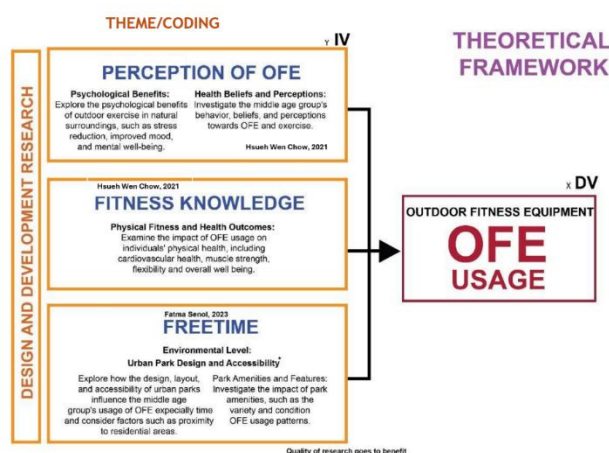 THEME/CODING
Y IV
THEORETICAL
FRAMEWORK
DESIGN AND DEVELOPMENT RESEARCH
PERCEPTION OF OFE
Psychological Benefits:
Explore the psychological benefits
of outdoor exercise in natural
surroundings, such as stress
reduction, improved mood,
and mental well-being.
Health Beliefs and Perceptions:
Investigate the middle age group's
behavior, beliefs, and perceptions
towards OFE and exercise.
Hsueh Wen Chow, 2021
Hsueh Wen Chow, 2021
FITNESS KNOWLEDGE
Physical Fitness and Health Outcomes:
Examine the impact of OFE usage on
individuals' physical health, including
cardiovascular health, muscle strength,
flexibility and overall well being.
X DV
OUTDOOR FITNESS EQUIPMENT
OFE
USAGE
Fatma Senol, 2023
FREETIME
Environmental Level:
Urban Park Design and Accessibility
Explore how the design, layout,
and accessibility of urban parks
influence the middle age
group's usage of OFE especially time
and consider factors such as proximity
to residential areas.
Park Amenities and Features:
Investigate the impact of park
amenities, such as the
variety and condition
OFE usage patterns.
Quality of research goes to benefit